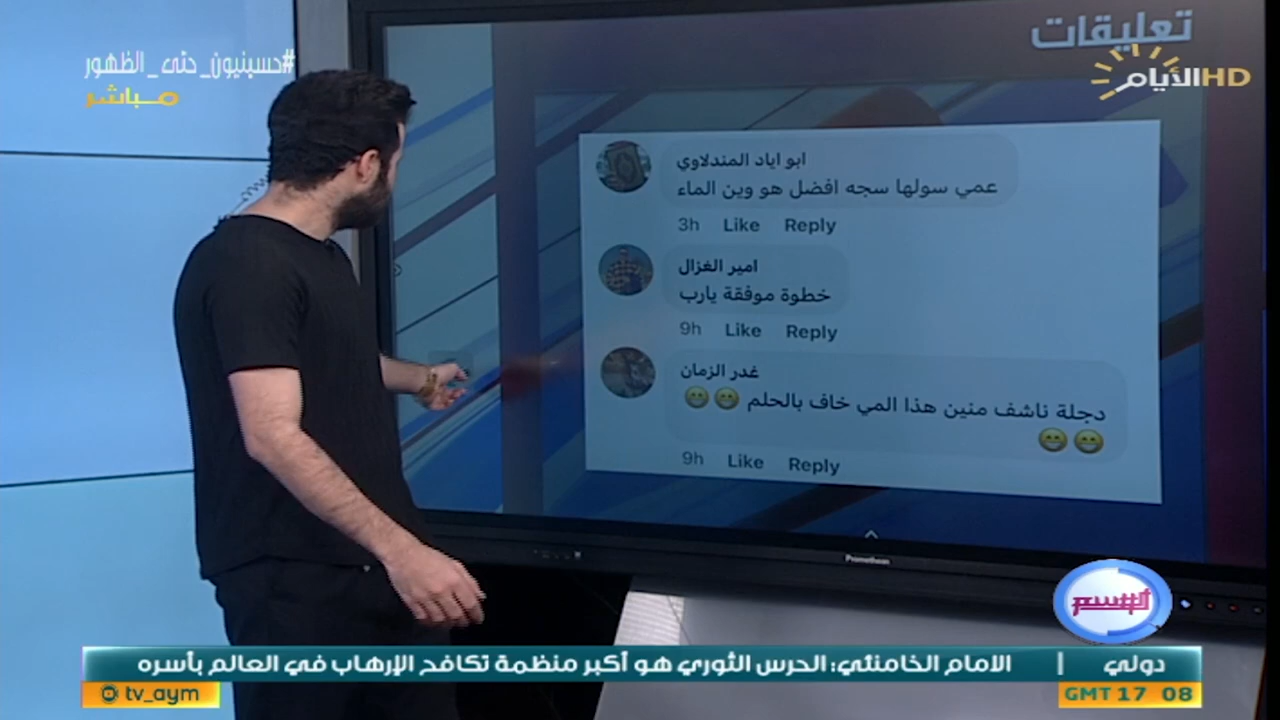 تعليقات
#حسينيون_حتى_الظهور
مباشر
الأيام HD
ابو اياد المندلاوي
عمي سولها سجه افضل هو وين الماء
3h Like Reply
امير الغزال
خطوة موفقة يارب
9h Like Reply
غدر الزمان
دجلة ناشف منين هذا المي خاف بالحلم 😁😁
😁😁
9h Like Reply
Promethean
دولي | الامام الخامنئي: الحرس الثوري هو أكبر منظمة تكافح الإرهاب في العالم بأسره
tv_aym
GMT 17 08